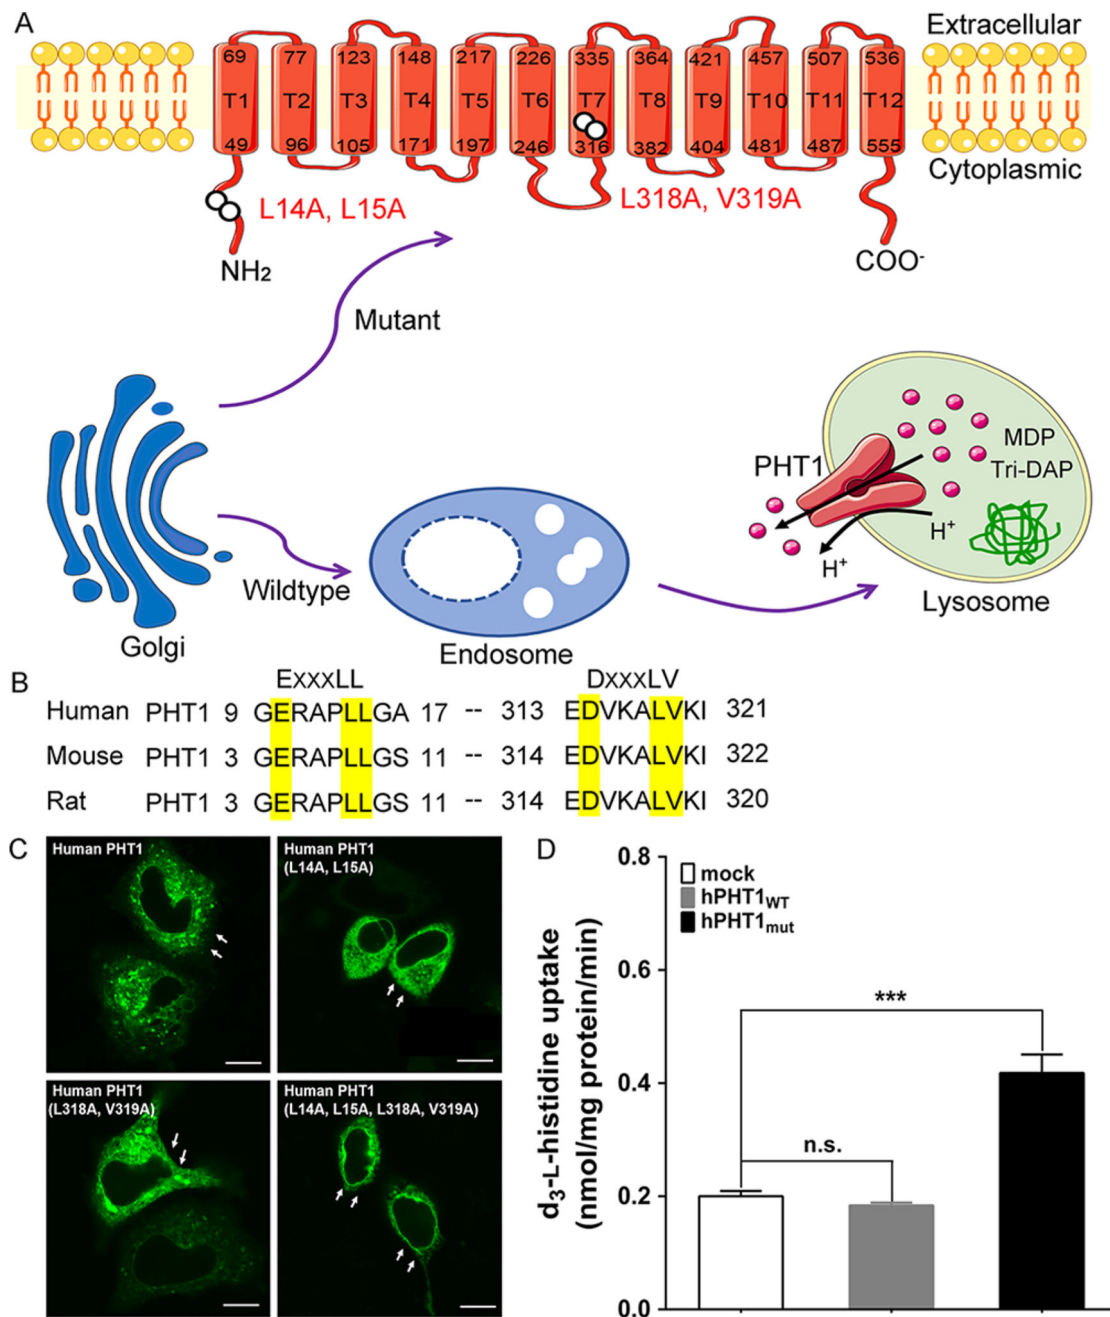 A
Extracellular
69 77 123 148 217 226 335 364 421 457 507 536
T1 T2 T3 T4 T5 T6 T7 T8 T9 T10 T11 T12
49 96 105 171 197 246 316 382 404 481 487 555
Cytoplasmic
L14A, L15A
L318A, V319A
NH₂
COO⁻
Mutant
MDP
PHT1
Tri-DAP
H⁺
H⁺
Wildtype
Lysosome
Golgi
Endosome
B
ExxxLL DxxxLV
Human PHT1 9 GERAPLLGA 17 -- 313 EDVKALVKI 321
Mouse PHT1 3 GERAPLLGS 11 -- 314 EDVKALVKI 322
Rat PHT1 3 GERAPLLGS 11 -- 314 EDVKALVKI 320
C
Human PHT1
Human PHT1
(L14A, L15A)
Human PHT1
(L318A, V319A)
Human PHT1
(L14A, L15A, L318A, V319A)
D
d₃-L-histidine uptake
(nmol/mg protein/min)
0.8
0.6
0.4
0.2
0.0
mock
hPHT1WT
hPHT1mut
***
n.s.